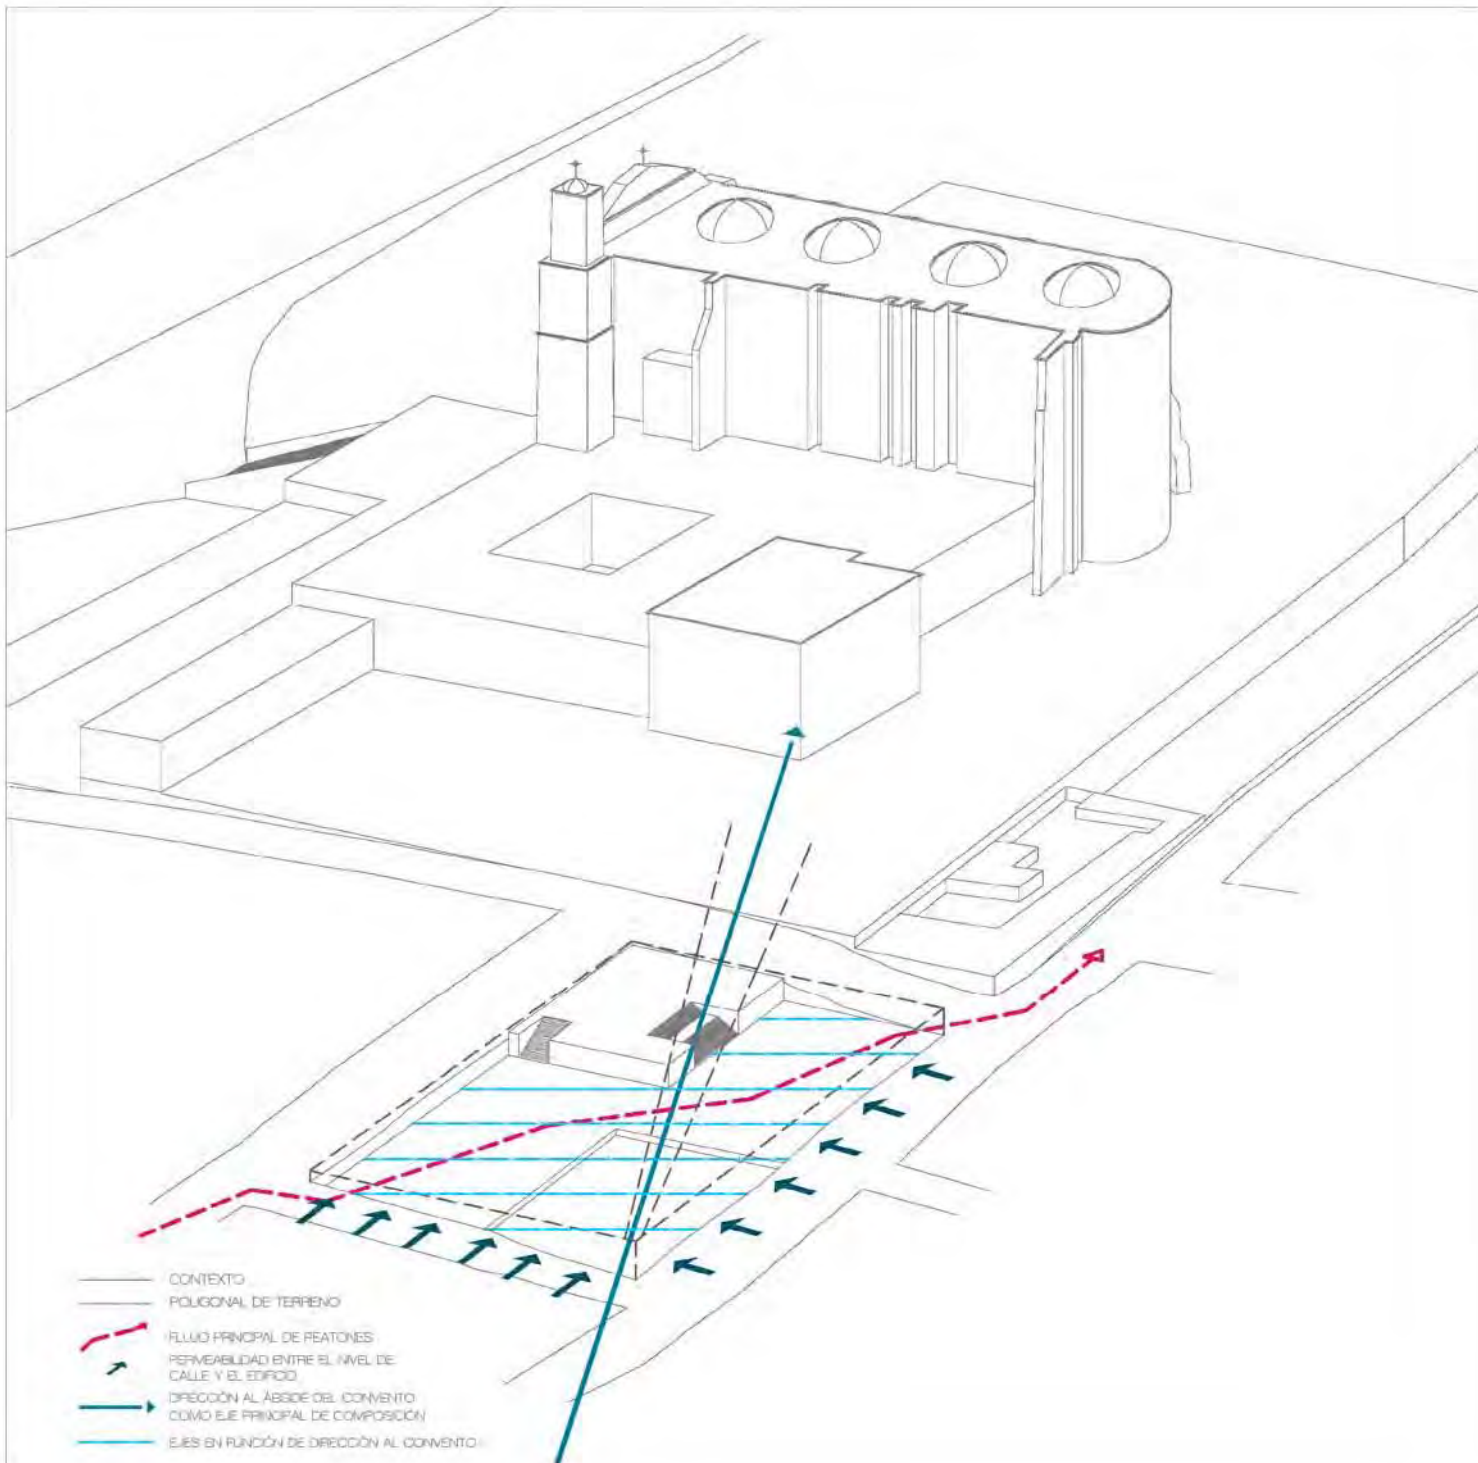 CONTEXTO
POLIGONAL DE TERRENO
FLUJO PRINCIPAL DE PEATONES
PERMEABILIDAD ENTRE EL NIVEL DE
CALLE Y EL EDIFICIO
DIRECCIÓN AL ÁBSIDE DEL CONVENTO
COMO EJE PRINCIPAL DE COMPOSICIÓN
EJES EN FUNCIÓN DE DIRECCIÓN AL CONVENTO